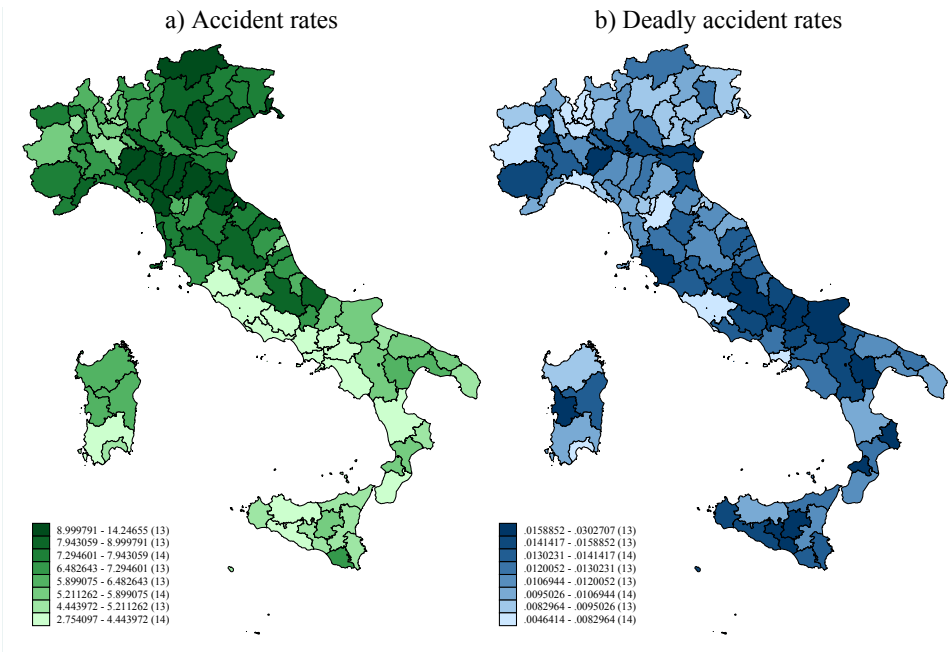 a) Accident rates
b) Deadly accident rates
8.999791 - 14.24655 (13)
7.943059 - 8.999791 (13)
7.294601 - 7.943059 (14)
6.482643 - 7.294601 (13)
5.899075 - 6.482643 (13)
5.211262 - 5.899075 (14)
4.443972 - 5.211262 (13)
2.754097 - 4.443972 (14)
.0158852 - .0302707 (13)
.0141417 - .0158852 (13)
.0130231 - .0141417 (14)
.0120052 - .0130231 (13)
.0106944 - .0120052 (13)
.0095026 - .0106944 (14)
.0082964 - .0095026 (13)
.0046414 - .0082964 (14)